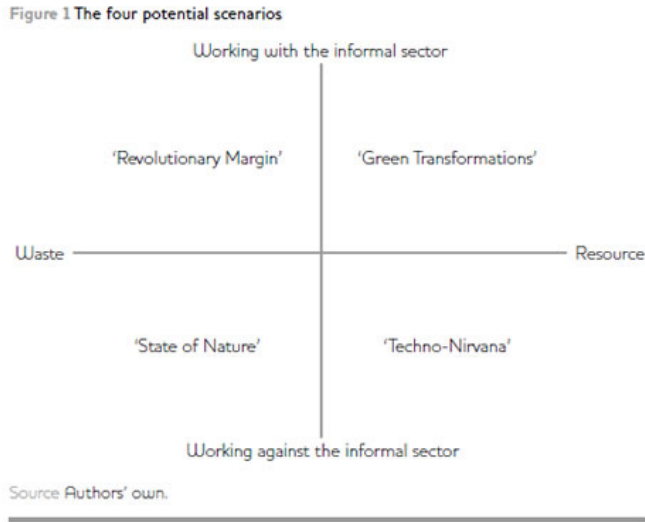 Figure 1 The four potential scenarios
Working with the informal sector
'Revolutionary Margin' 'Green Transformations'
Waste Resource
'State of Nature' 'Techno-Nirvana'
Working against the informal sector
Source Authors' own.